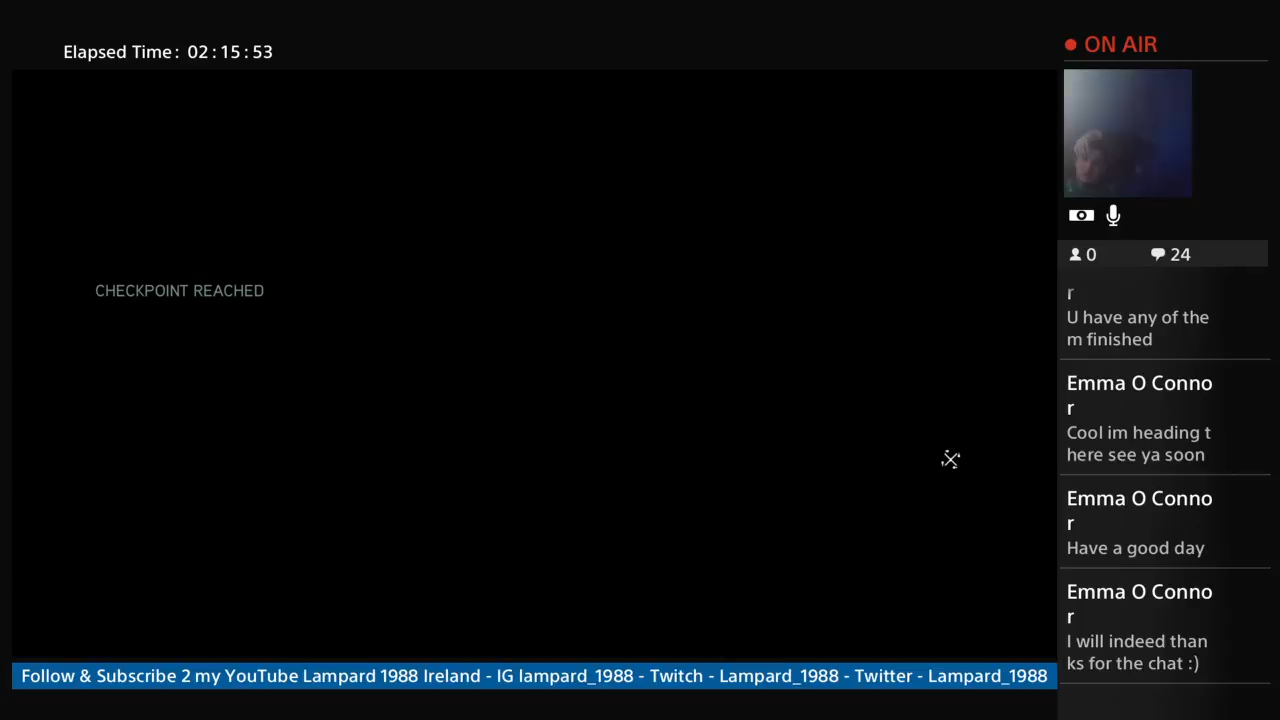 Elapsed Time: 02:15:53
ON AIR
0
24
CHECKPOINT REACHED
r
U have any of the
m finished
Emma O Conno
r
Cool im heading t
here see ya soon
Emma O Conno
r
Have a good day
Emma O Conno
r
I will indeed than
ks for the chat :)
Follow & Subscribe 2 my YouTube Lampard 1988 Ireland - IG lampard_1988 - Twitch - Lampard_1988 - Twitter - Lampard_1988